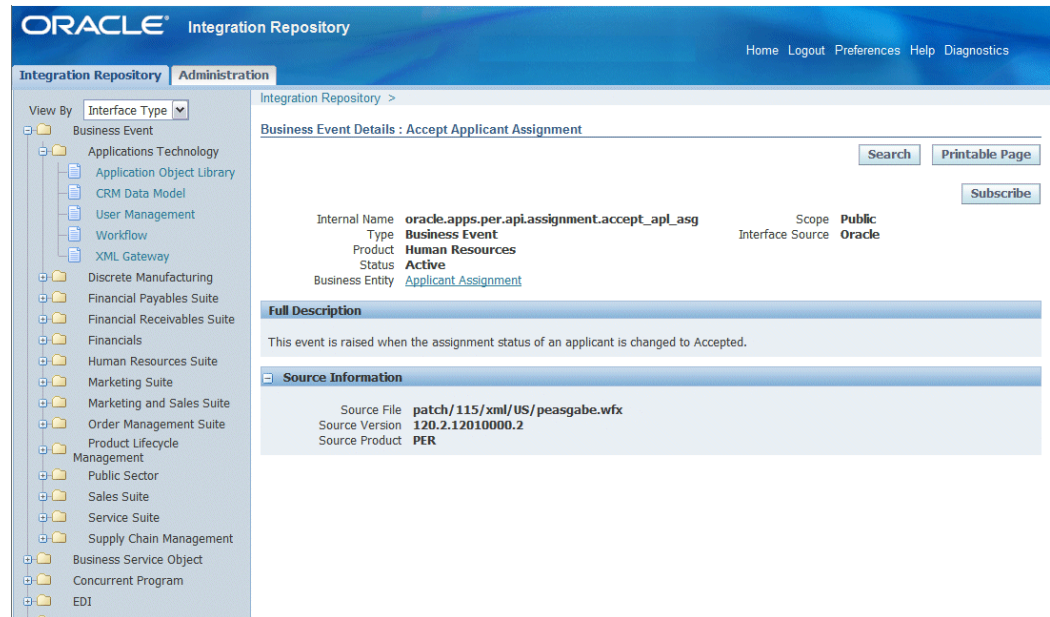 ORACLE® Integration Repository
Home Logout Preferences Help Diagnostics
Integration Repository Administration
View By Interface Type
Business Event
Applications Technology
Application Object Library
CRM Data Model
User Management
Workflow
XML Gateway
Discrete Manufacturing
Financial Payables Suite
Financial Receivables Suite
Financials
Human Resources Suite
Marketing Suite
Marketing and Sales Suite
Order Management Suite
Product Lifecycle
Management
Public Sector
Sales Suite
Service Suite
Supply Chain Management
Business Service Object
Concurrent Program
EDI
Integration Repository >
Business Event Details : Accept Applicant Assignment
Search Printable Page
Subscribe
Internal Name oracle.apps.per.api.assignment.accept_apl_asg
Type Business Event
Product Human Resources
Status Active
Business Entity Applicant Assignment
Scope Public
Interface Source Oracle
Full Description
This event is raised when the assignment status of an applicant is changed to Accepted.
Source Information
Source File patch/115/xml/US/peasgabe.wfx
Source Version 120.2.12010000.2
Source Product PER